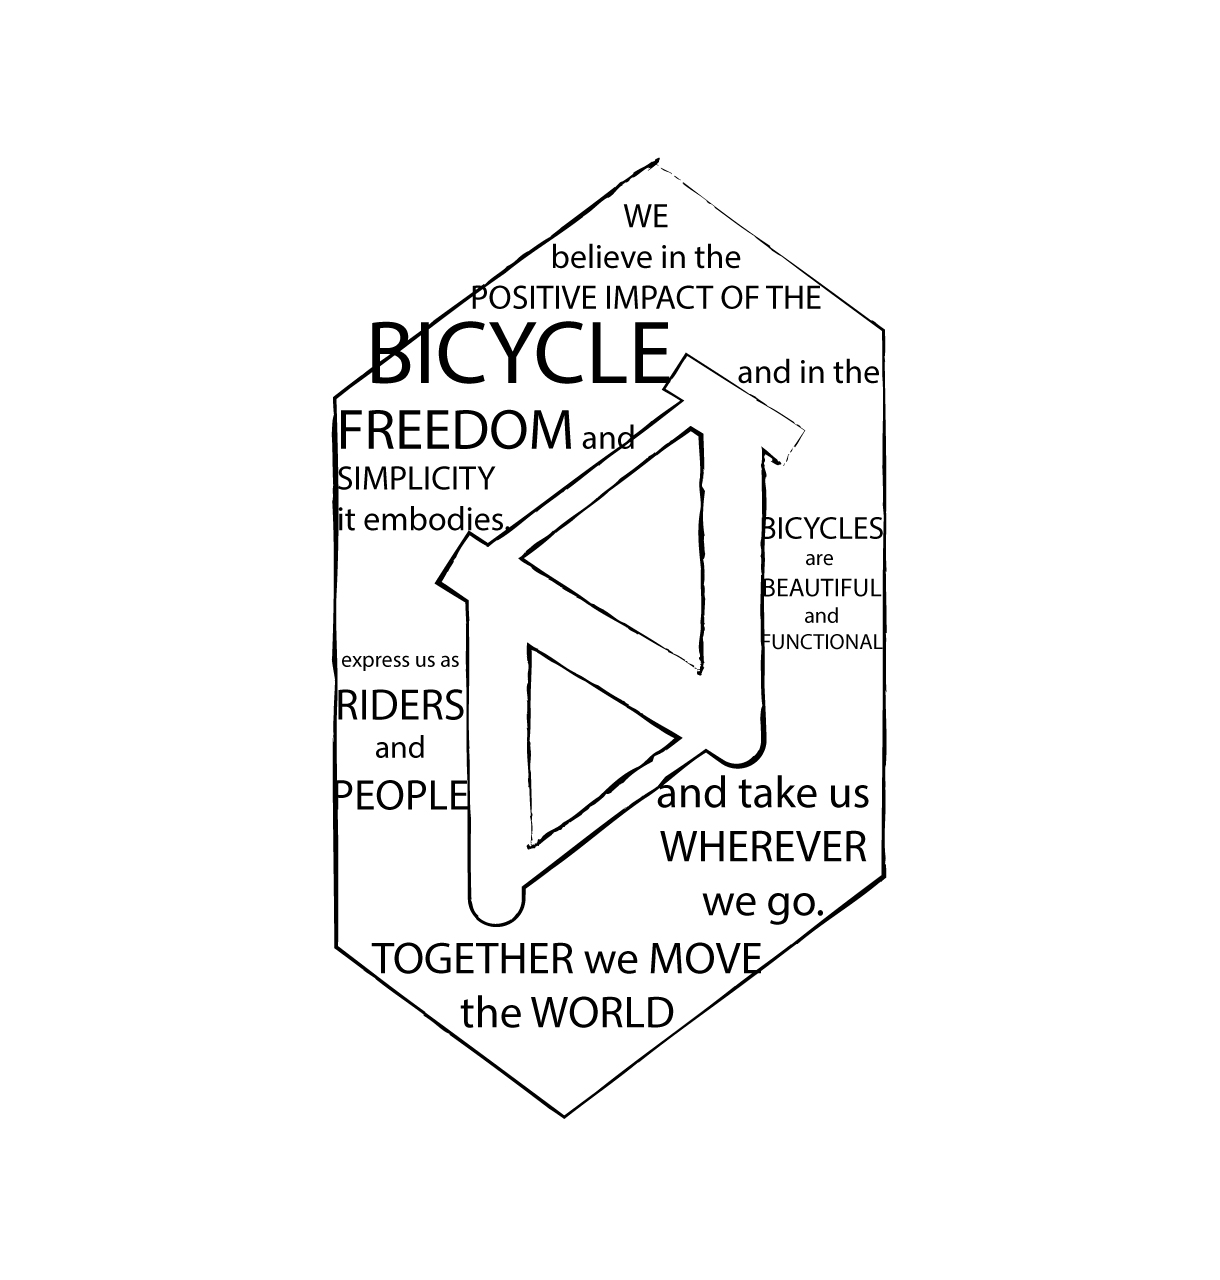 WE
believe in the
POSITIVE IMPACT OF THE
BICYCLE
and in the
FREEDOM and
SIMPLICITY
it embodies.
BICYCLES
are
BEAUTIFUL
and
FUNCTIONAL
express us as
RIDERS
and
PEOPLE
and take us
WHEREVER
we go.
TOGETHER we MOVE
the WORLD